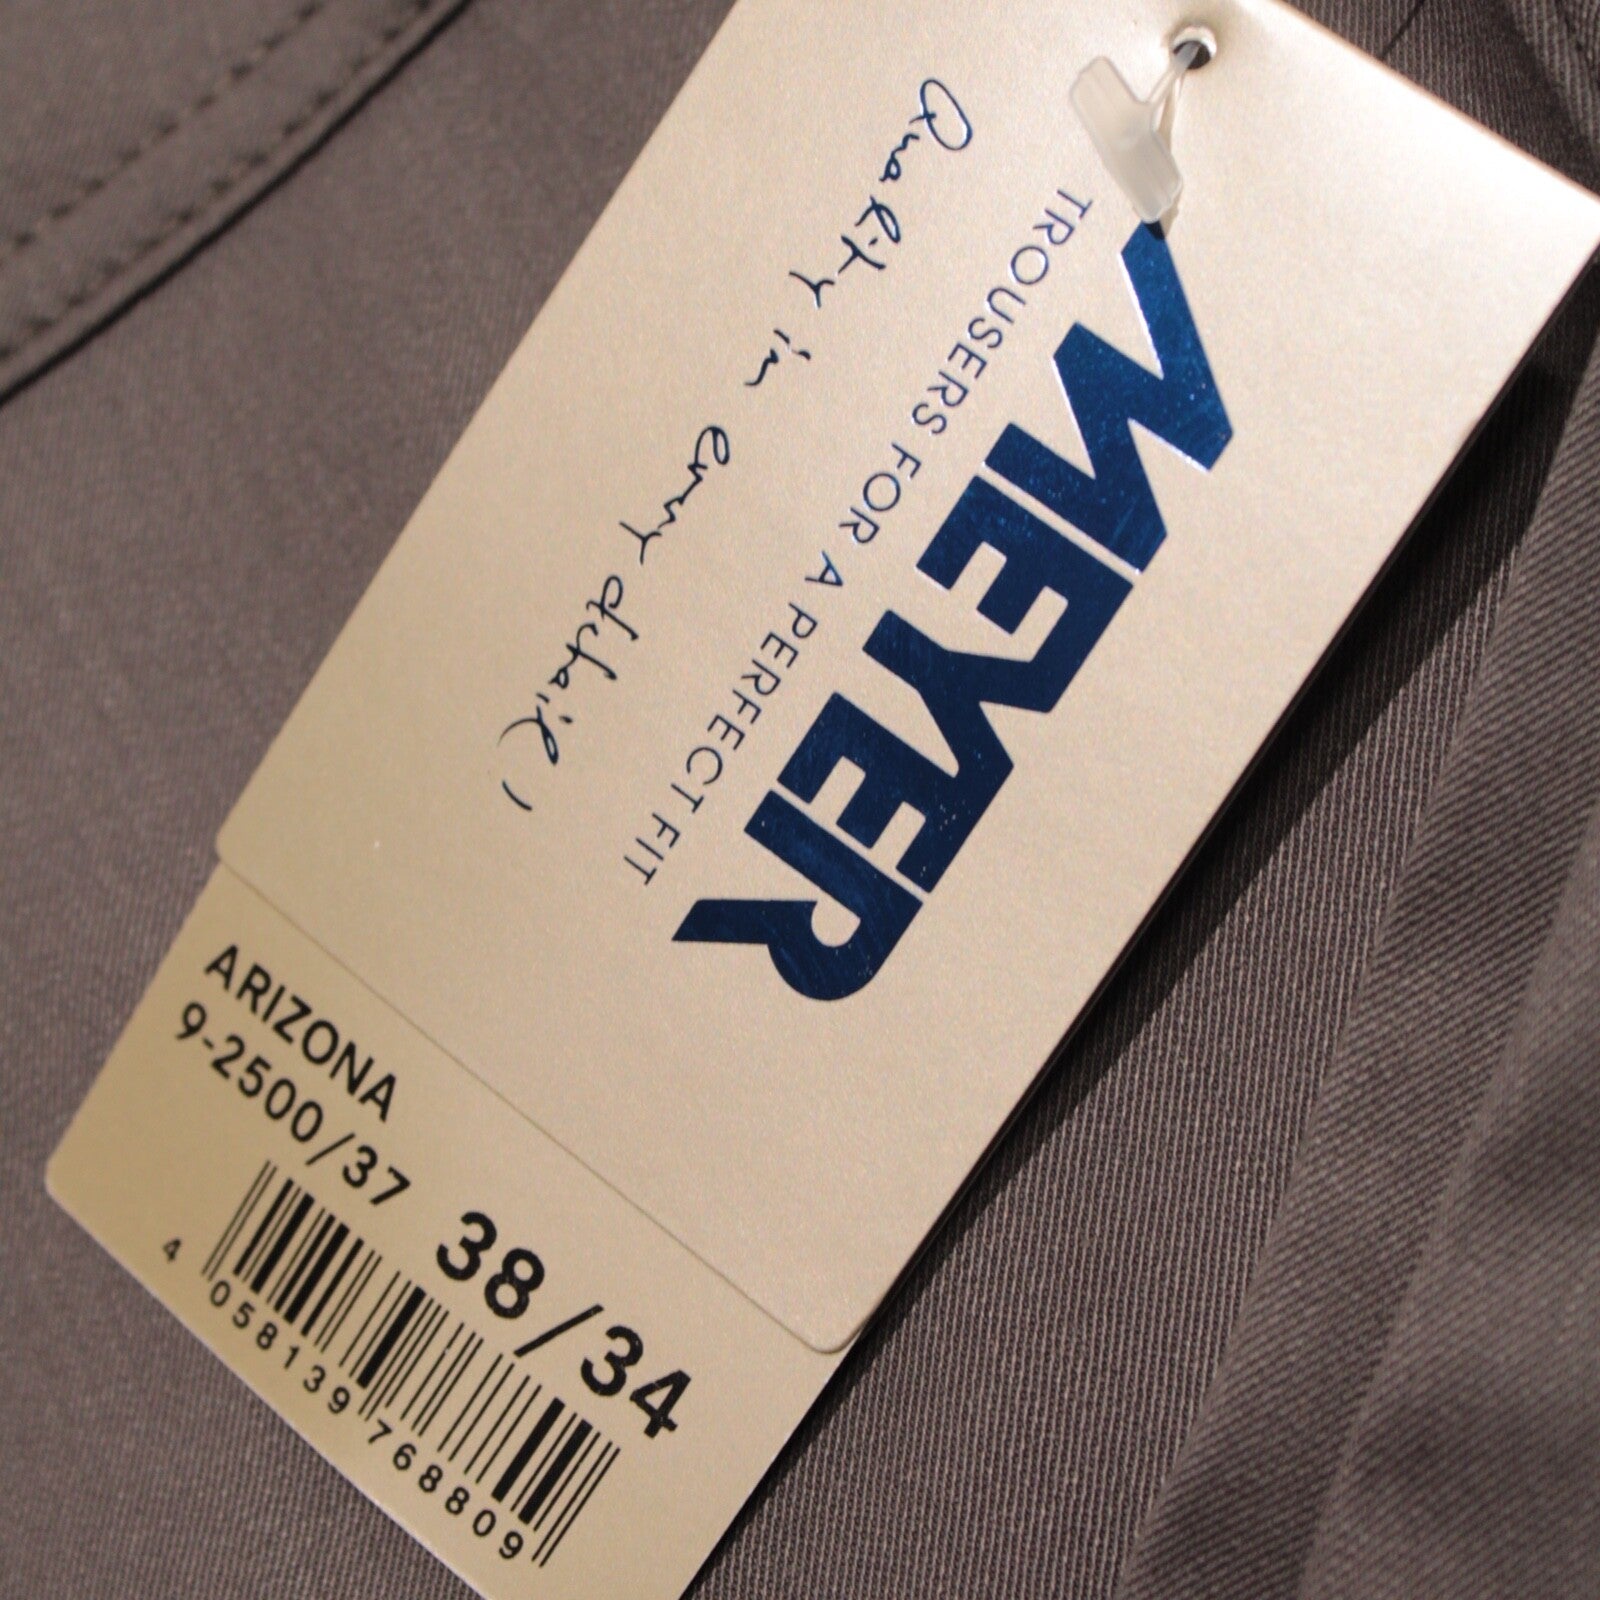 MEYER
TROUSERS FOR A PERFECT FIT
Quality in every detail)
ARIZONA
9-2500/37
38/34
4 058139 768809